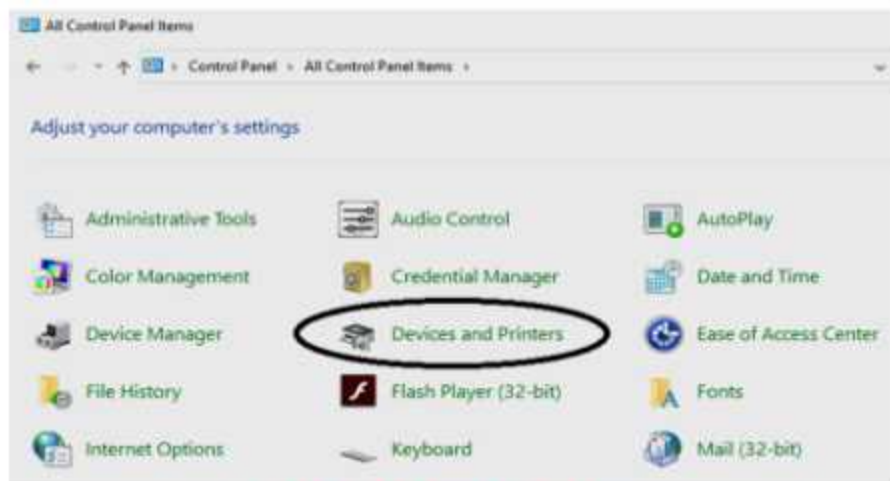 All Control Panel Items
Control Panel › All Control Panel Items ›
Adjust your computer's settings
Administrative Tools Audio Control AutoPlay
Color Management Credential Manager Date and Time
Device Manager Devices and Printers Ease of Access Center
File History Flash Player (32-bit) Fonts
Internet Options Keyboard Mail (32-bit)